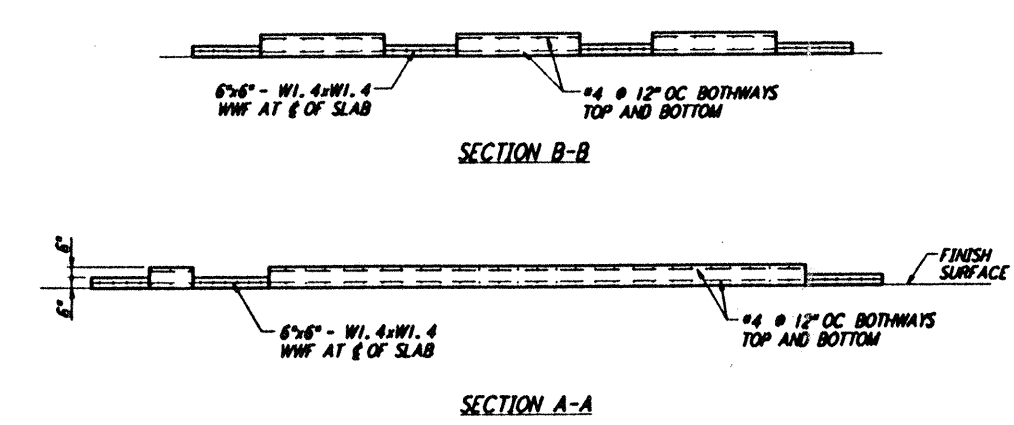 6"x6" - W1.4xW1.4
WWF AT ℄ OF SLAB
#4 @ 12" OC BOTHWAYS
TOP AND BOTTOM
SECTION B-B
6"
6"
FINISH
SURFACE
6"x6" - W1.4xW1.4
WWF AT ℄ OF SLAB
#4 @ 12" OC BOTHWAYS
TOP AND BOTTOM
SECTION A-A